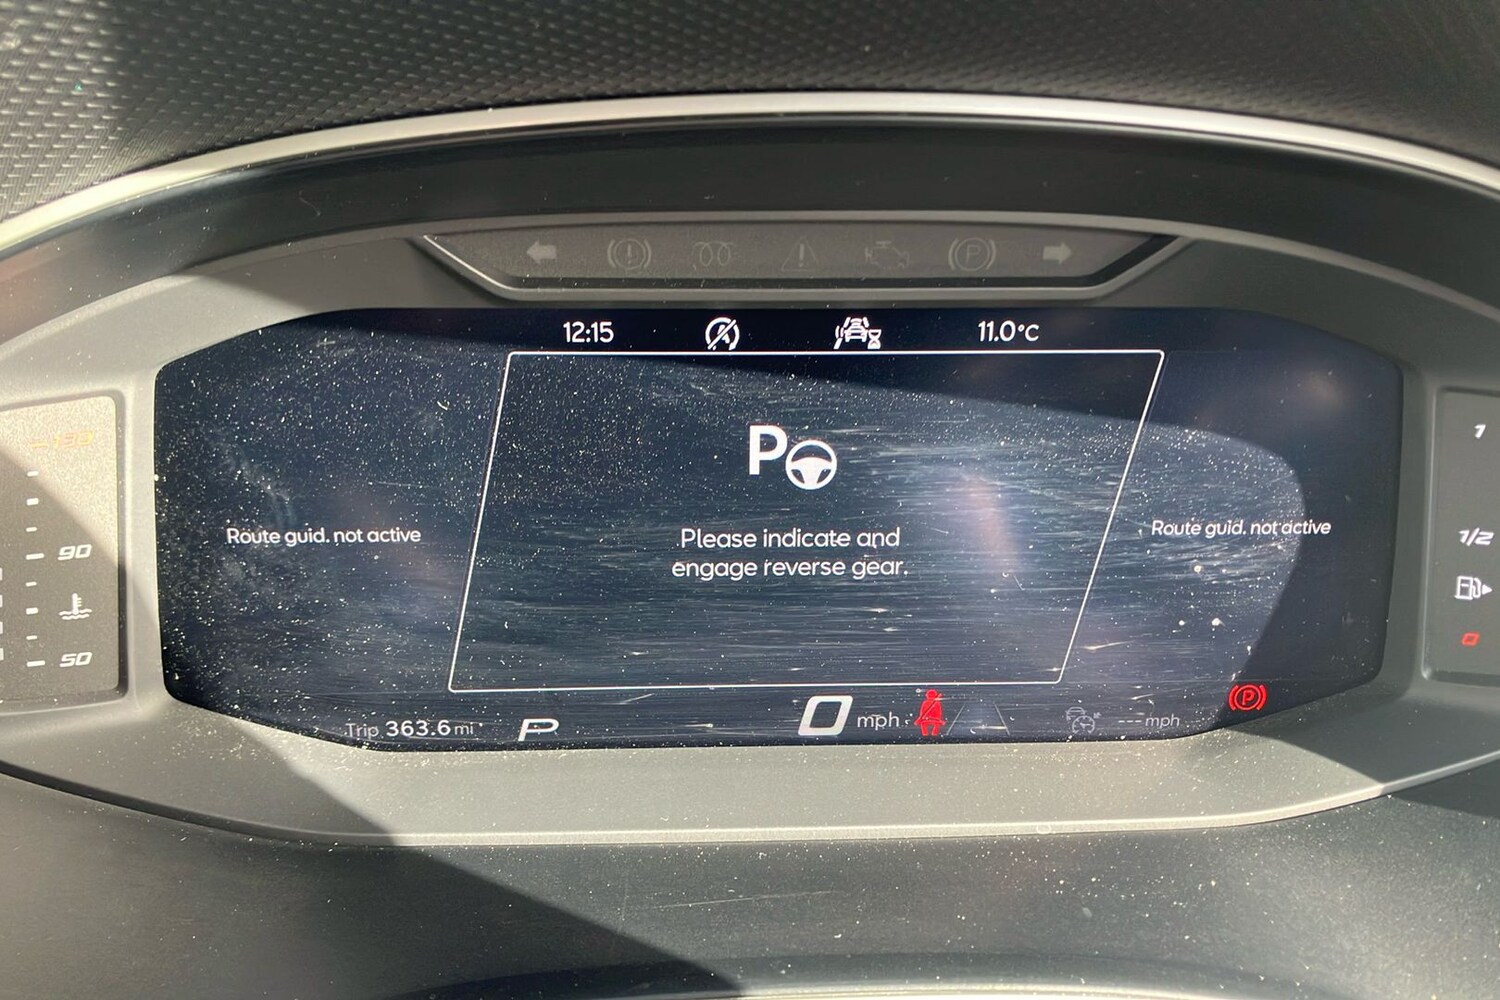 12:15
11.0°C
P
Please indicate and
engage reverse gear.
Route guid. not active
Route guid. not active
90
50
1
1/2
0
Trip 363.6 mi
P
0 mph
--- mph
(P)